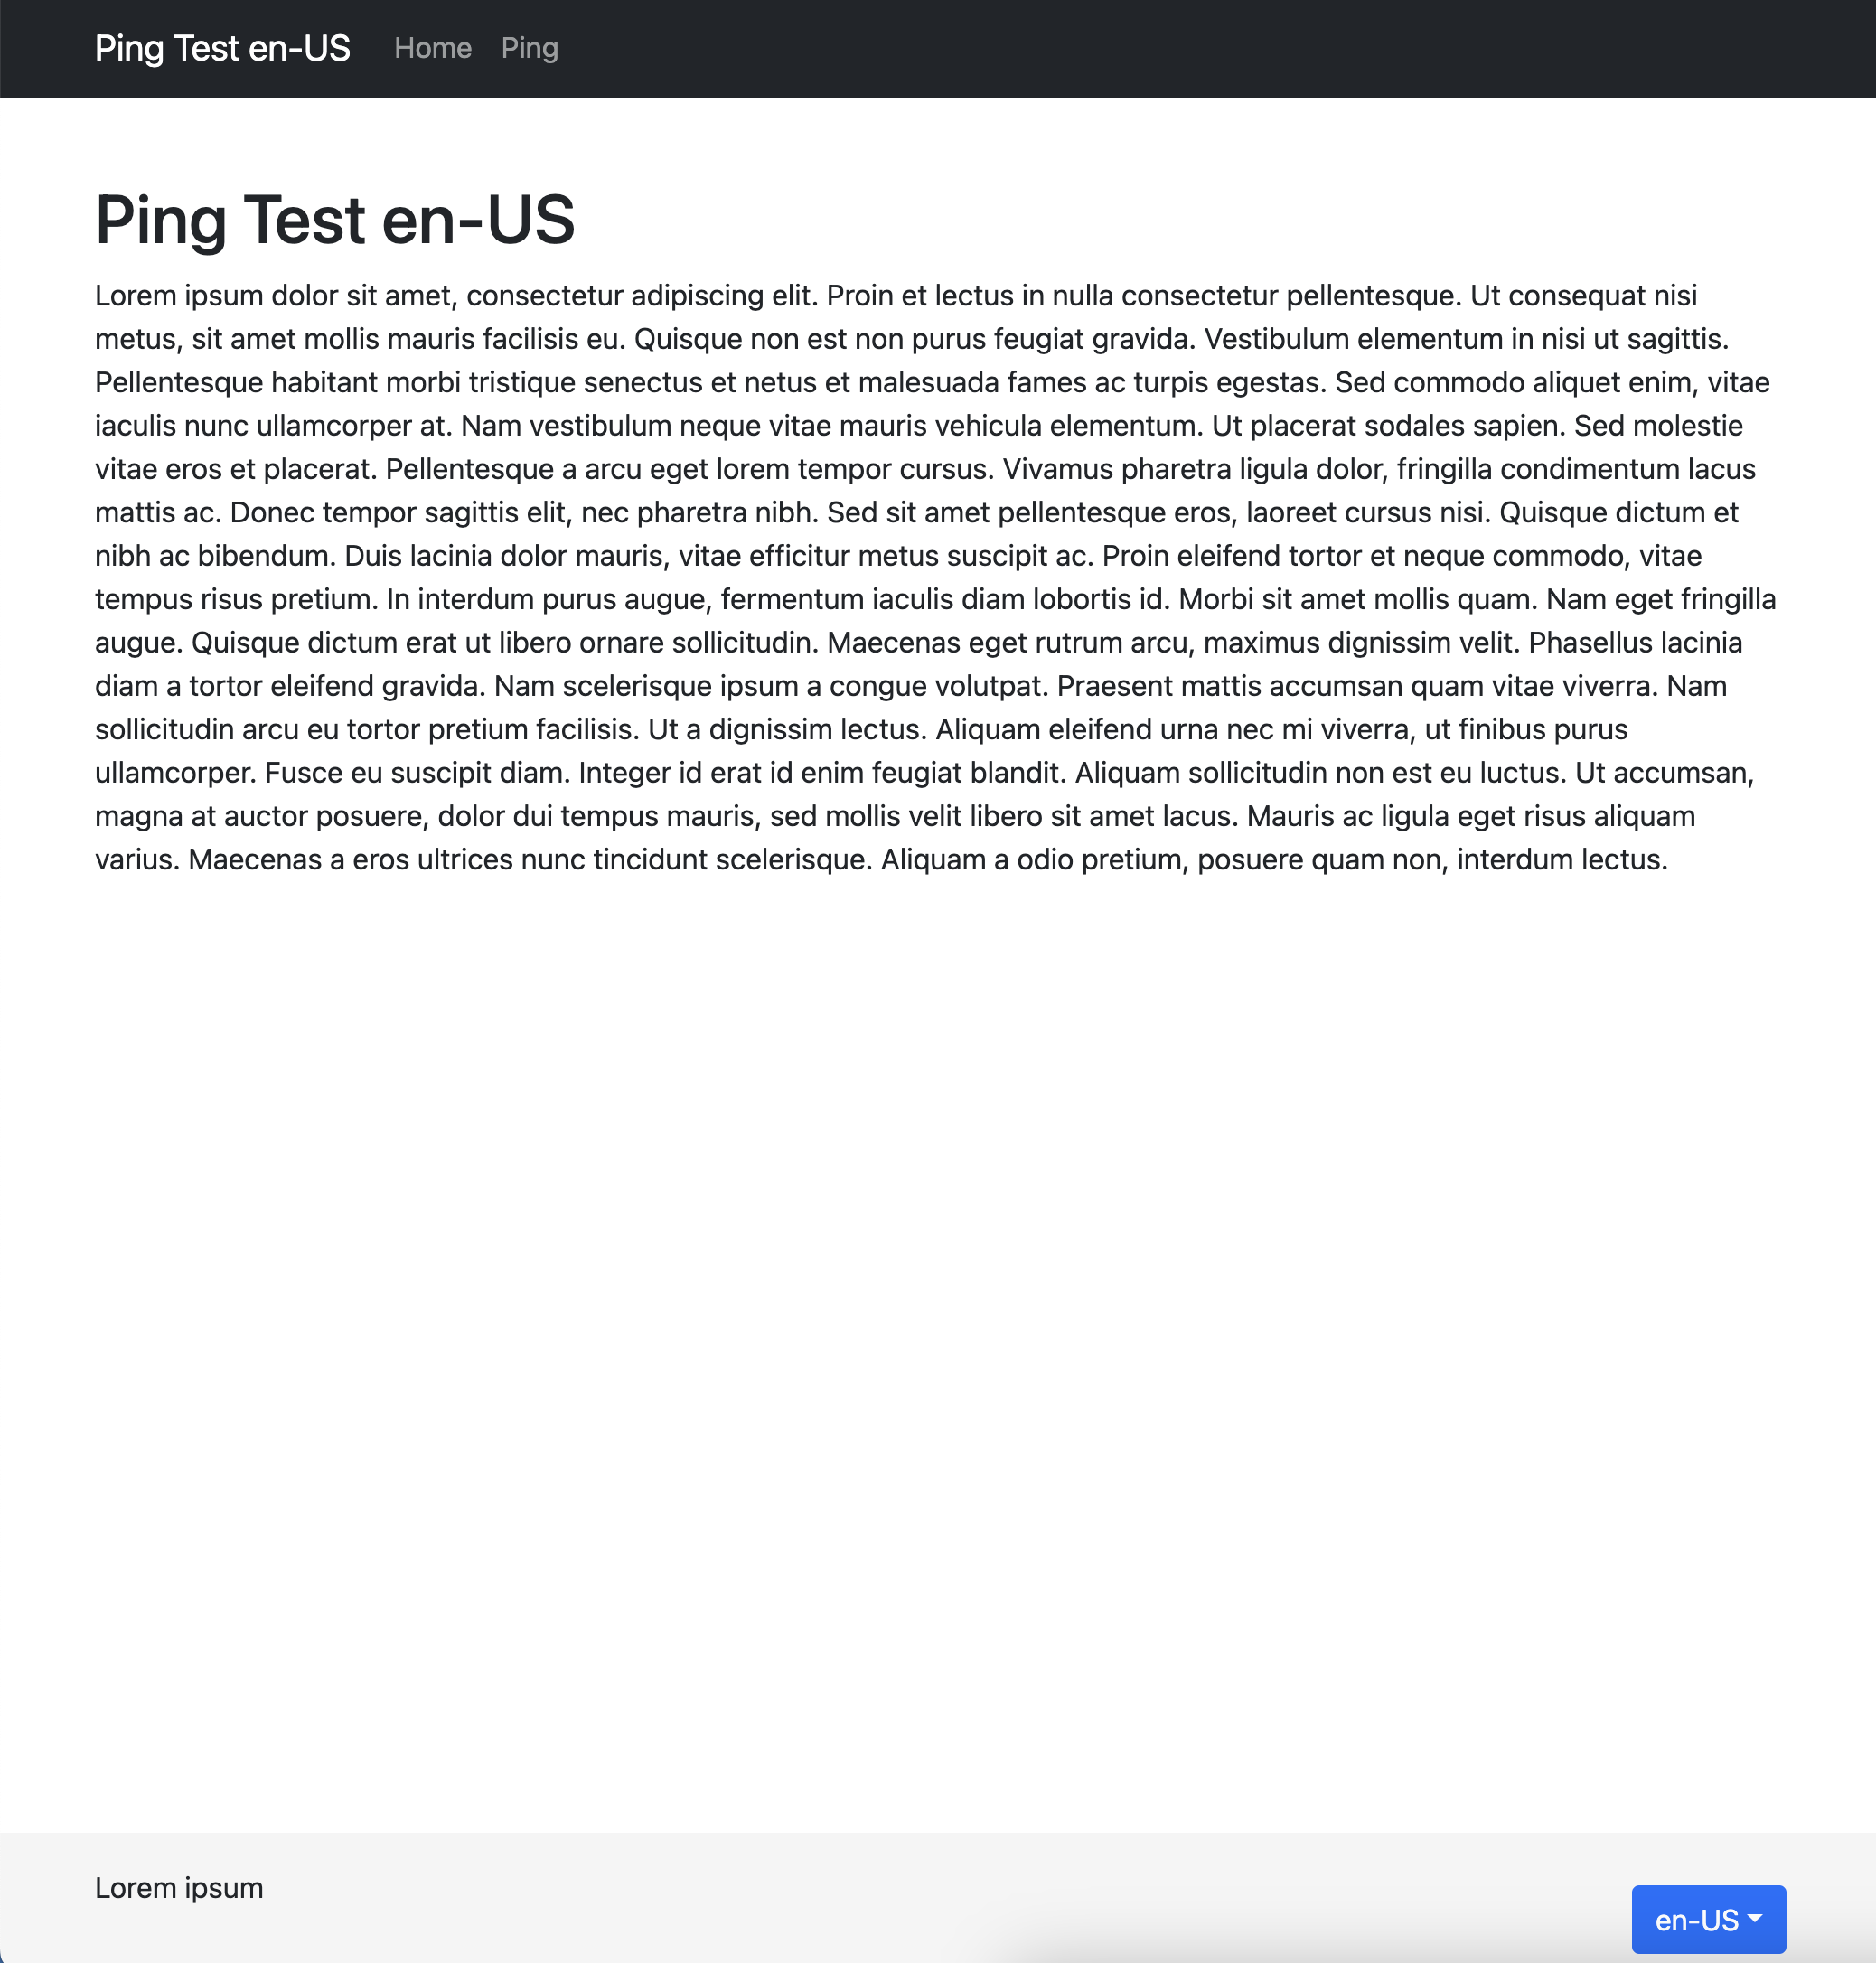 Ping Test en-US Home Ping
Ping Test en-US
Lorem ipsum dolor sit amet, consectetur adipiscing elit. Proin et lectus in nulla consectetur pellentesque. Ut consequat nisi
metus, sit amet mollis mauris facilisis eu. Quisque non est non purus feugiat gravida. Vestibulum elementum in nisi ut sagittis.
Pellentesque habitant morbi tristique senectus et netus et malesuada fames ac turpis egestas. Sed commodo aliquet enim, vitae
iaculis nunc ullamcorper at. Nam vestibulum neque vitae mauris vehicula elementum. Ut placerat sodales sapien. Sed molestie
vitae eros et placerat. Pellentesque a arcu eget lorem tempor cursus. Vivamus pharetra ligula dolor, fringilla condimentum lacus
mattis ac. Donec tempor sagittis elit, nec pharetra nibh. Sed sit amet pellentesque eros, laoreet cursus nisi. Quisque dictum et
nibh ac bibendum. Duis lacinia dolor mauris, vitae efficitur metus suscipit ac. Proin eleifend tortor et neque commodo, vitae
tempus risus pretium. In interdum purus augue, fermentum iaculis diam lobortis id. Morbi sit amet mollis quam. Nam eget fringilla
augue. Quisque dictum erat ut libero ornare sollicitudin. Maecenas eget rutrum arcu, maximus dignissim velit. Phasellus lacinia
diam a tortor eleifend gravida. Nam scelerisque ipsum a congue volutpat. Praesent mattis accumsan quam vitae viverra. Nam
sollicitudin arcu eu tortor pretium facilisis. Ut a dignissim lectus. Aliquam eleifend urna nec mi viverra, ut finibus purus
ullamcorper. Fusce eu suscipit diam. Integer id erat id enim feugiat blandit. Aliquam sollicitudin non est eu luctus. Ut accumsan,
magna at auctor posuere, dolor dui tempus mauris, sed mollis velit libero sit amet lacus. Mauris ac ligula eget risus aliquam
varius. Maecenas a eros ultrices nunc tincidunt scelerisque. Aliquam a odio pretium, posuere quam non, interdum lectus.
Lorem ipsum
en-US